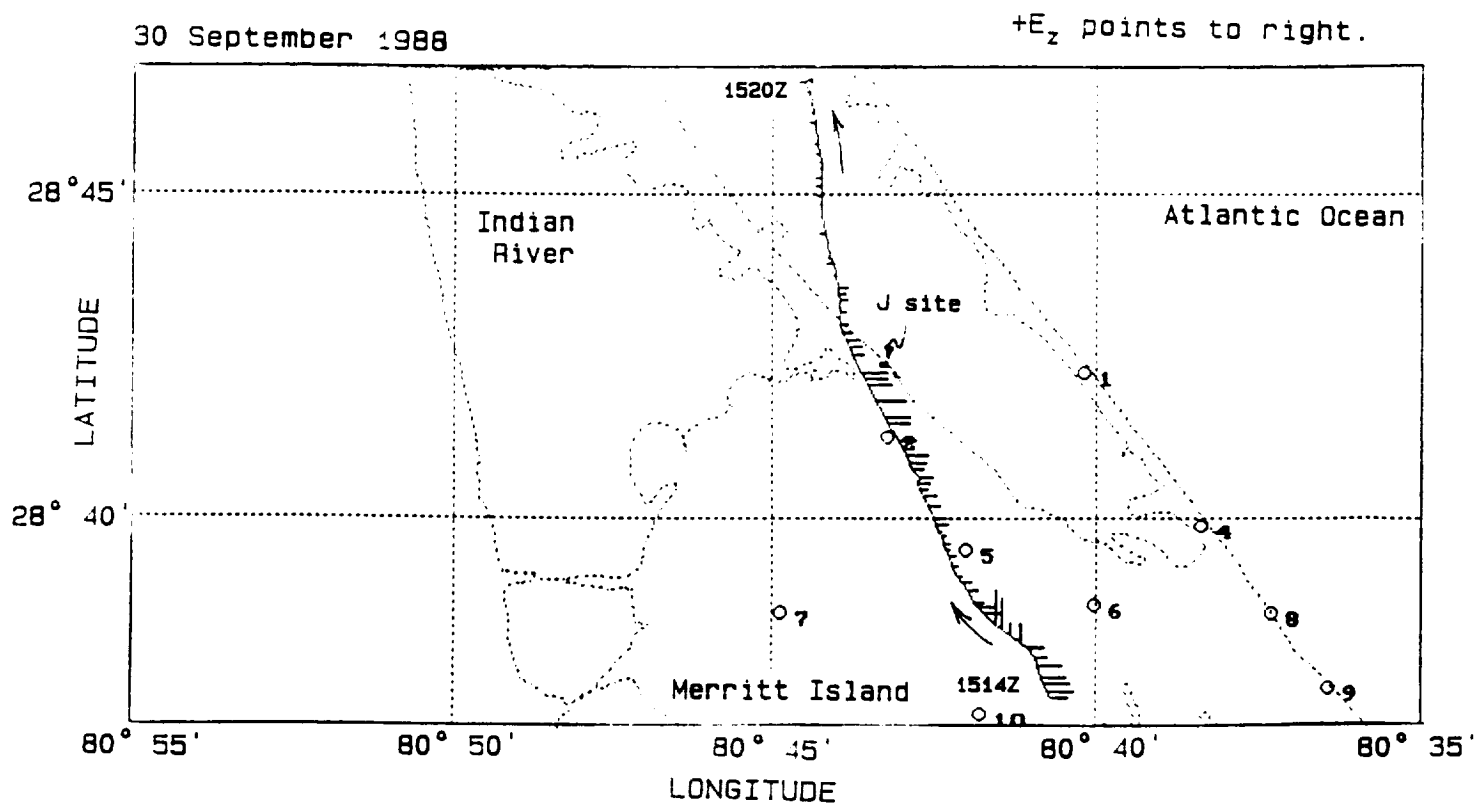 30 September 1988
+Ez points to right.
1520Z
28°45'
Indian
River
Atlantic Ocean
J site
LATITUDE
1
28° 40'
4
5
6
7
8
Merritt Island
1514Z
9
10
80° 55'
80° 50'
80° 45'
80° 40'
80° 35'
LONGITUDE